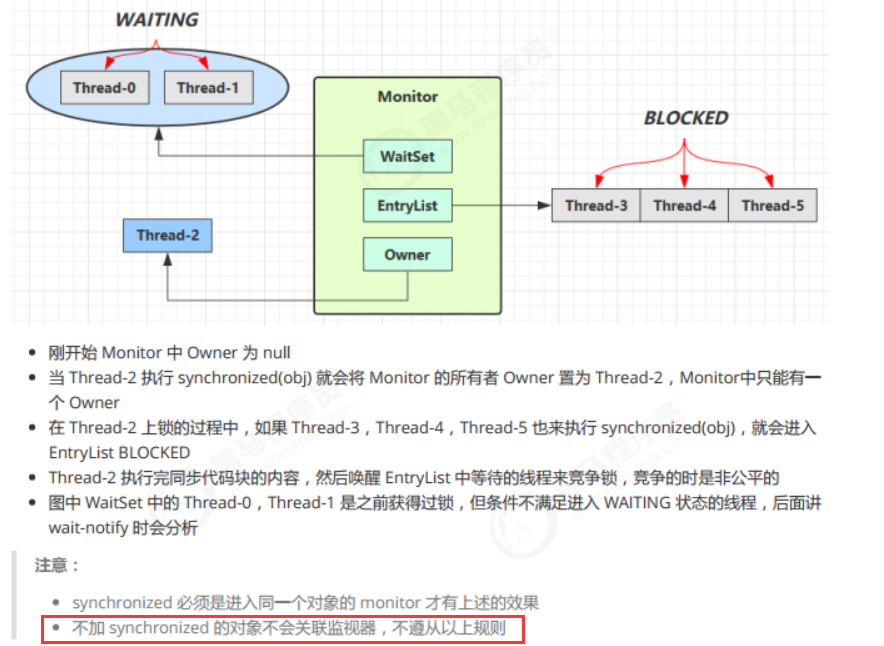 WAITING
Thread-0
Thread-1
Monitor
WaitSet
EntryList
Owner
Thread-2
BLOCKED
Thread-3
Thread-4
Thread-5
刚开始 Monitor 中 Owner 为 null
当 Thread-2 执行 synchronized(obj) 就会将 Monitor 的所有者 Owner 置为 Thread-2，Monitor中只能有一
个 Owner
在 Thread-2 上锁的过程中，如果 Thread-3，Thread-4，Thread-5 也来执行 synchronized(obj)，就会进入
EntryList BLOCKED
Thread-2 执行完同步代码块的内容，然后唤醒 EntryList 中等待的线程来竞争锁，竞争的时是非公平的
图中 WaitSet 中的 Thread-0，Thread-1 是之前获得过锁，但条件不满足进入 WAITING 状态的线程，后面讲
wait-notify 时会分析
注意：
synchronized 必须是进入同一个对象的 monitor 才有上述的效果
不加 synchronized 的对象不会关联监视器，不遵从以上规则